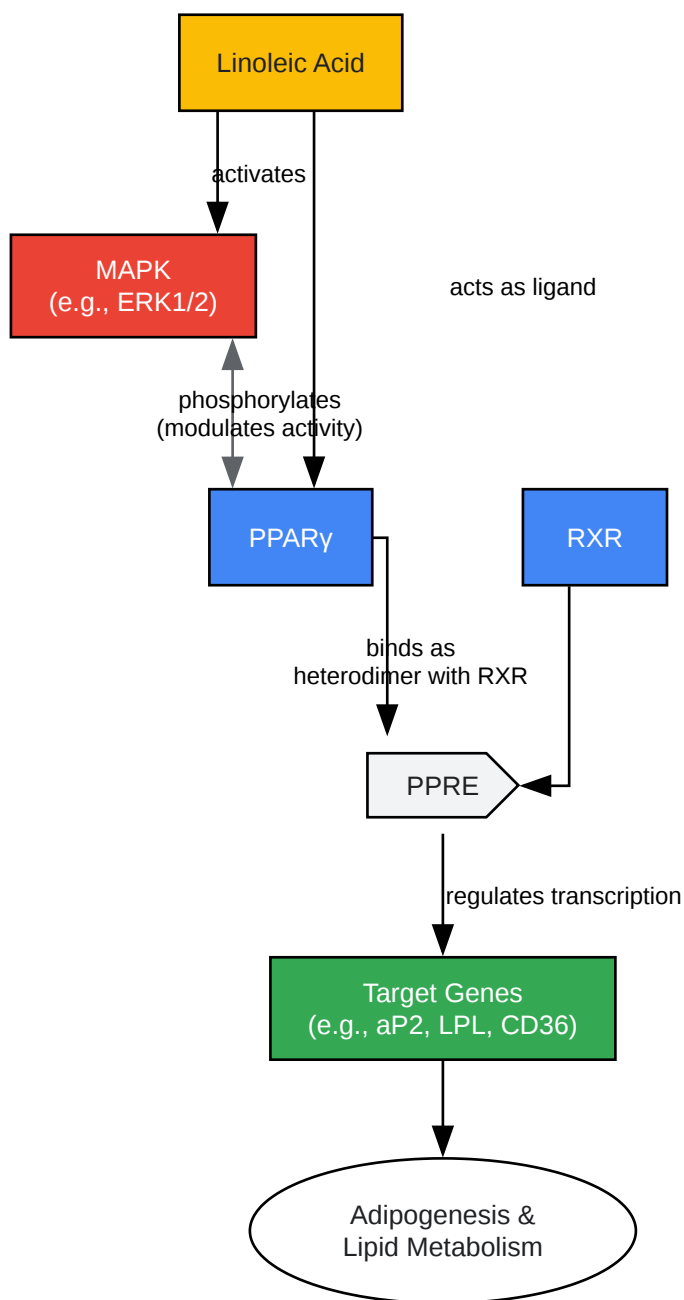 Linoleic Acid
activates
MAPK
(e.g., ERK1/2)
acts as ligand
phosphorylates
(modulates activity)
PPARγ
RXR
binds as
heterodimer with RXR
PPRE
regulates transcription
Target Genes
(e.g., aP2, LPL, CD36)
Adipogenesis &
Lipid Metabolism